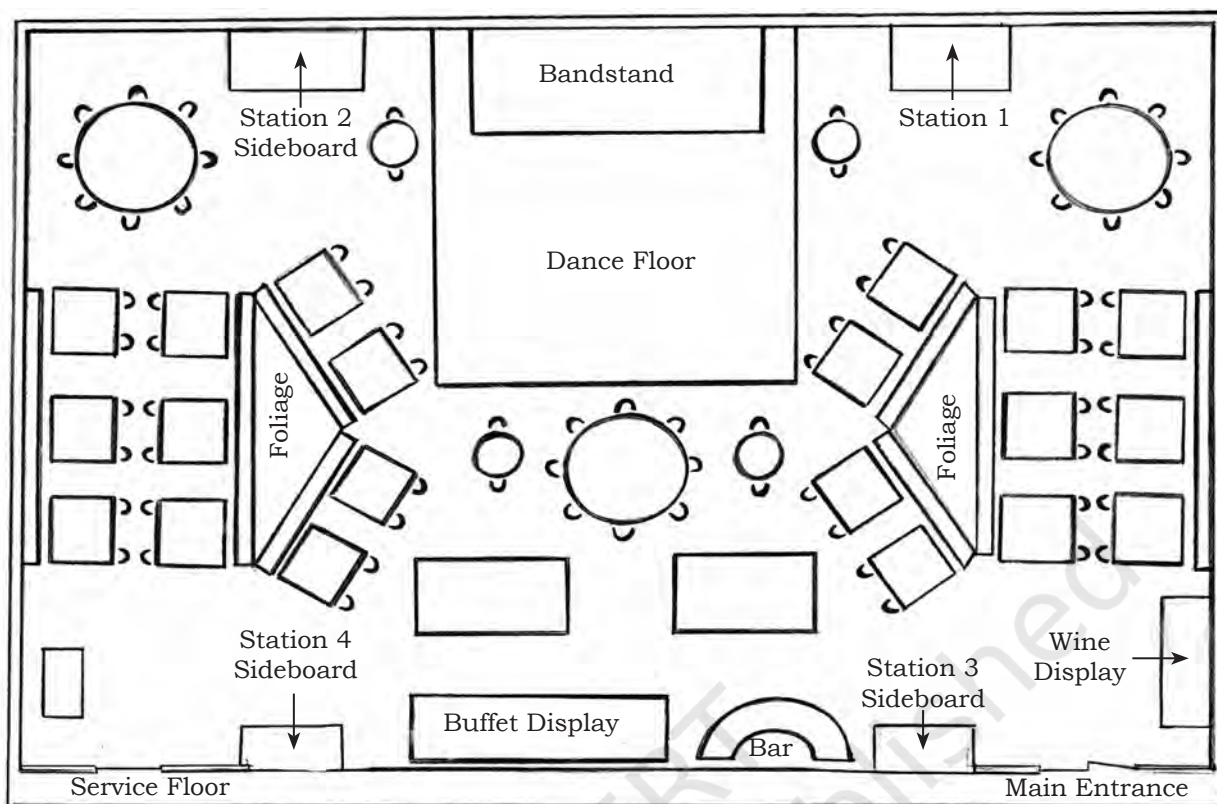 Bandstand
Station 2
Sideboard
Station 1
Dance Floor
Foliage
Foliage
Station 4
Sideboard
Station 3
Sideboard
Wine
Display
Buffet Display
Bar
Service Floor
Main Entrance
published